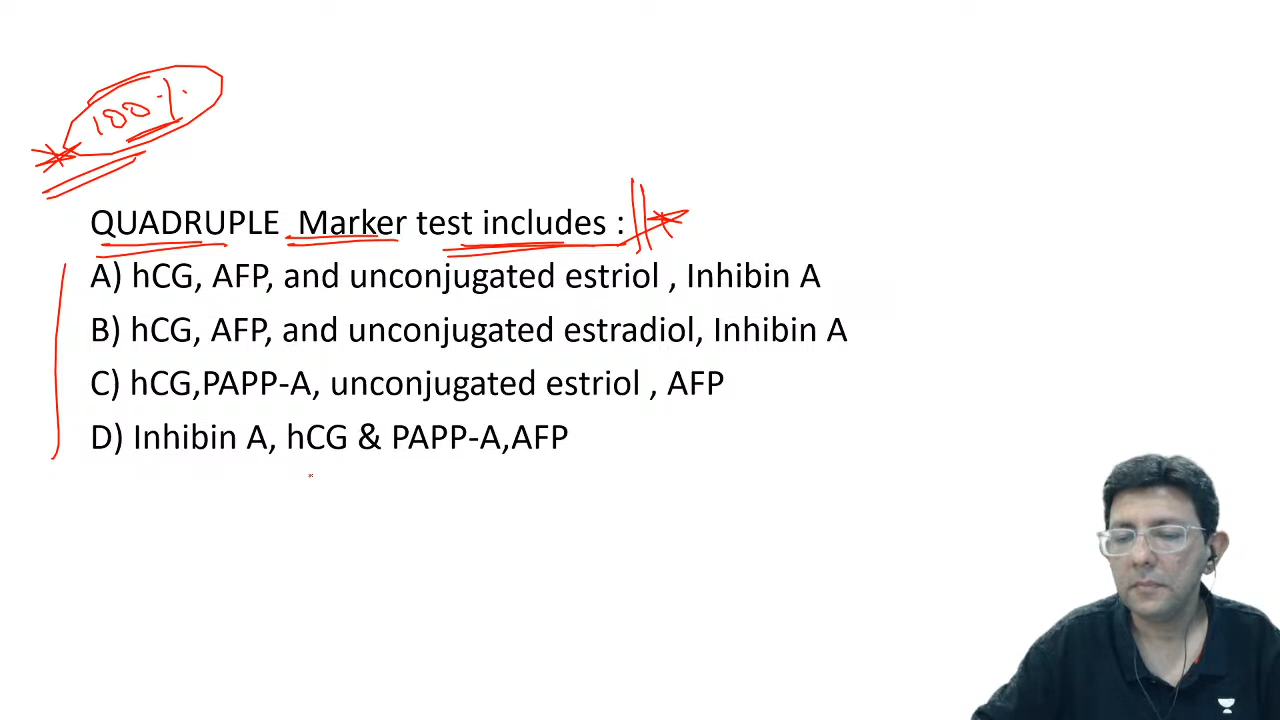 100%
QUADRUPLE Marker test includes :
A) hCG, AFP, and unconjugated estriol , Inhibin A
B) hCG, AFP, and unconjugated estradiol, Inhibin A
C) hCG,PAPP-A, unconjugated estriol , AFP
D) Inhibin A, hCG & PAPP-A,AFP